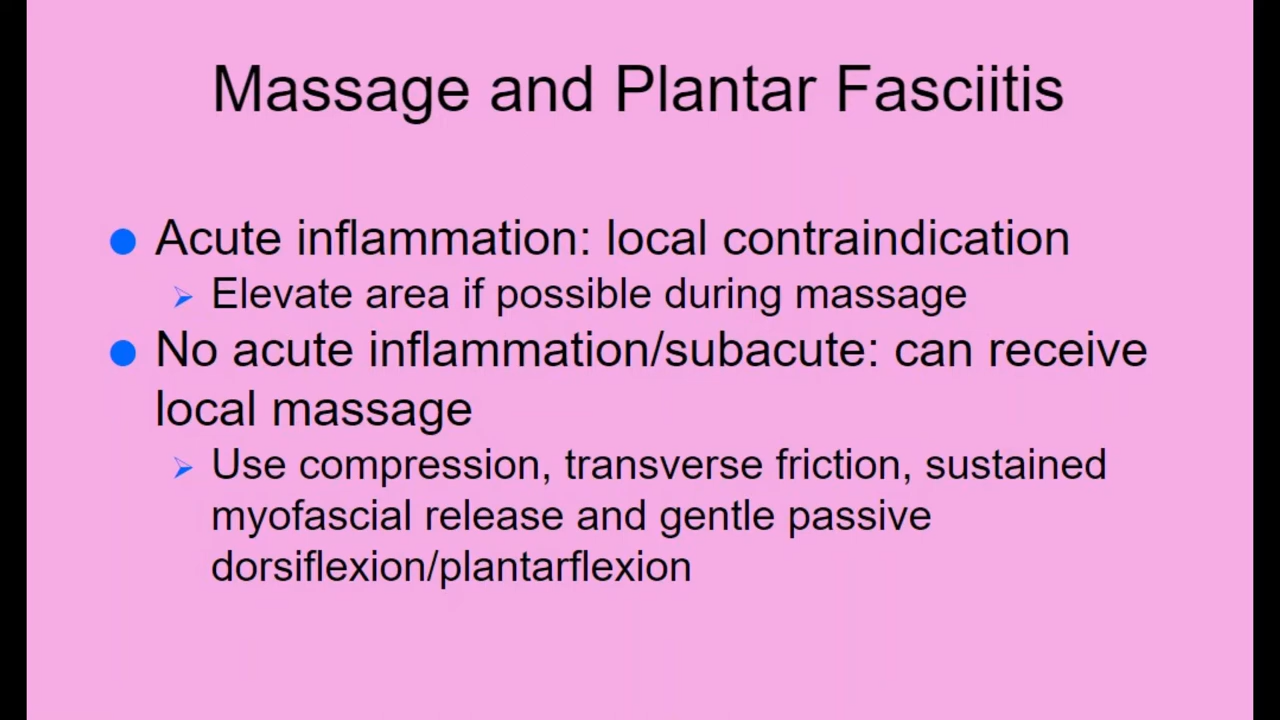 Massage and Plantar Fasciitis
Acute inflammation: local contraindication
Elevate area if possible during massage
No acute inflammation/subacute: can receive
local massage
Use compression, transverse friction, sustained
myofascial release and gentle passive
dorsiflexion/plantarflexion